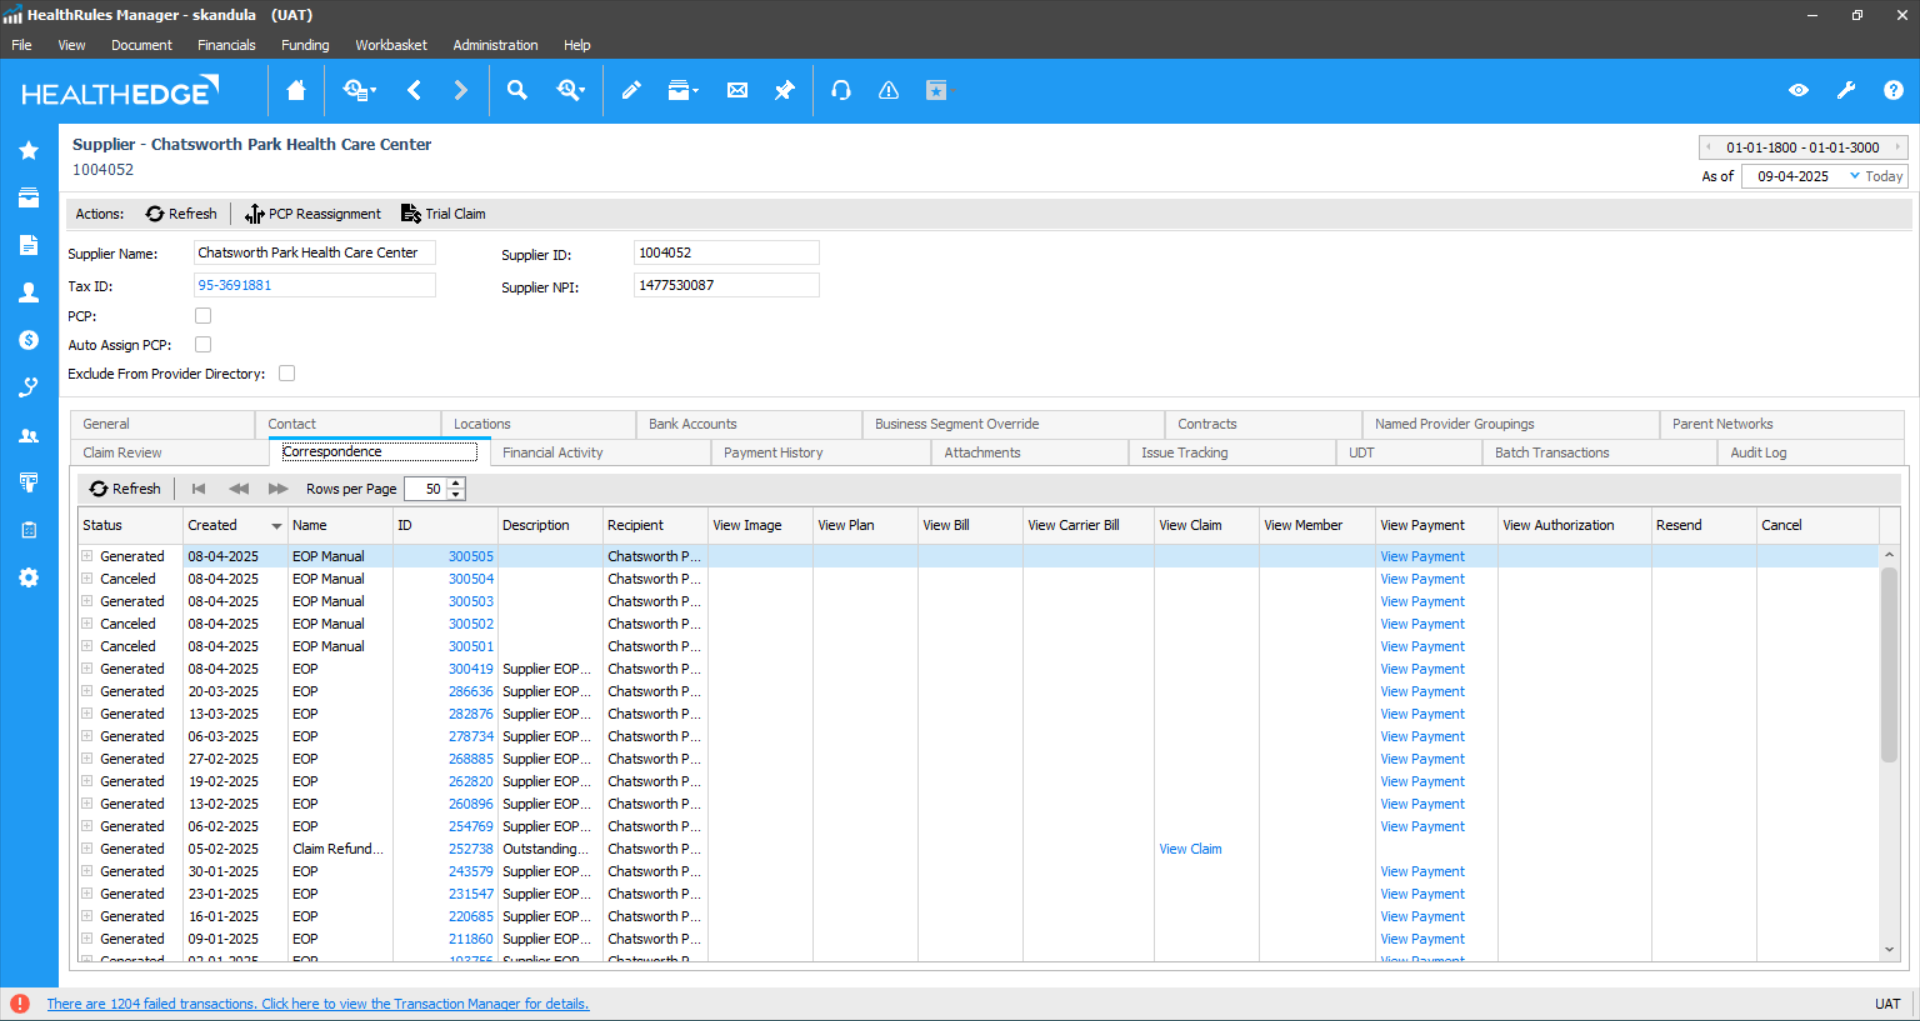 HealthRules Manager - skandula (UAT)
File View Document Financials Funding Workbasket Administration Help
HEALTHEDGE
Supplier - Chatsworth Park Health Care Center
1004052
01-01-1800 - 01-01-3000
As of 09-04-2025 Today
Actions: Refresh PCP Reassignment Trial Claim
Supplier Name: Chatsworth Park Health Care Center Supplier ID: 1004052
Tax ID: 95-3691881 Supplier NPI: 1477530087
PCP:
Auto Assign PCP:
Exclude From Provider Directory:
General Contact Locations Bank Accounts Business Segment Override Contracts Named Provider Groupings Parent Networks
Claim Review Correspondence Financial Activity Payment History Attachments Issue Tracking UDT Batch Transactions Audit Log
Refresh Rows per Page 50
Status Created Name ID Description Recipient View Image View Plan View Bill View Carrier Bill View Claim View Member View Payment View Authorization Resend Cancel
Generated 08-04-2025 EOP Manual 300505 Chatsworth P... View Payment
Canceled 08-04-2025 EOP Manual 300504 Chatsworth P... View Payment
Generated 08-04-2025 EOP Manual 300503 Chatsworth P... View Payment
Canceled 08-04-2025 EOP Manual 300502 Chatsworth P... View Payment
Canceled 08-04-2025 EOP Manual 300501 Chatsworth P... View Payment
Generated 08-04-2025 EOP 300419 Supplier EOP... Chatsworth P... View Payment
Generated 20-03-2025 EOP 286636 Supplier EOP... Chatsworth P... View Payment
Generated 13-03-2025 EOP 282876 Supplier EOP... Chatsworth P... View Payment
Generated 06-03-2025 EOP 278734 Supplier EOP... Chatsworth P... View Payment
Generated 27-02-2025 EOP 268885 Supplier EOP... Chatsworth P... View Payment
Generated 19-02-2025 EOP 262820 Supplier EOP... Chatsworth P... View Payment
Generated 13-02-2025 EOP 260896 Supplier EOP... Chatsworth P... View Payment
Generated 06-02-2025 EOP 254769 Supplier EOP... Chatsworth P... View Payment
Generated 05-02-2025 Claim Refund... 252738 Outstanding... Chatsworth P... View Claim
Generated 30-01-2025 EOP 243579 Supplier EOP... Chatsworth P... View Payment
Generated 23-01-2025 EOP 231547 Supplier EOP... Chatsworth P... View Payment
Generated 16-01-2025 EOP 220685 Supplier EOP... Chatsworth P... View Payment
Generated 09-01-2025 EOP 211860 Supplier EOP... Chatsworth P... View Payment
Generated 02-01-2025 EOP Supplier EOP... Chatsworth P... View Payment
There are 1204 failed transactions. Click here to view the Transaction Manager for details.
UAT